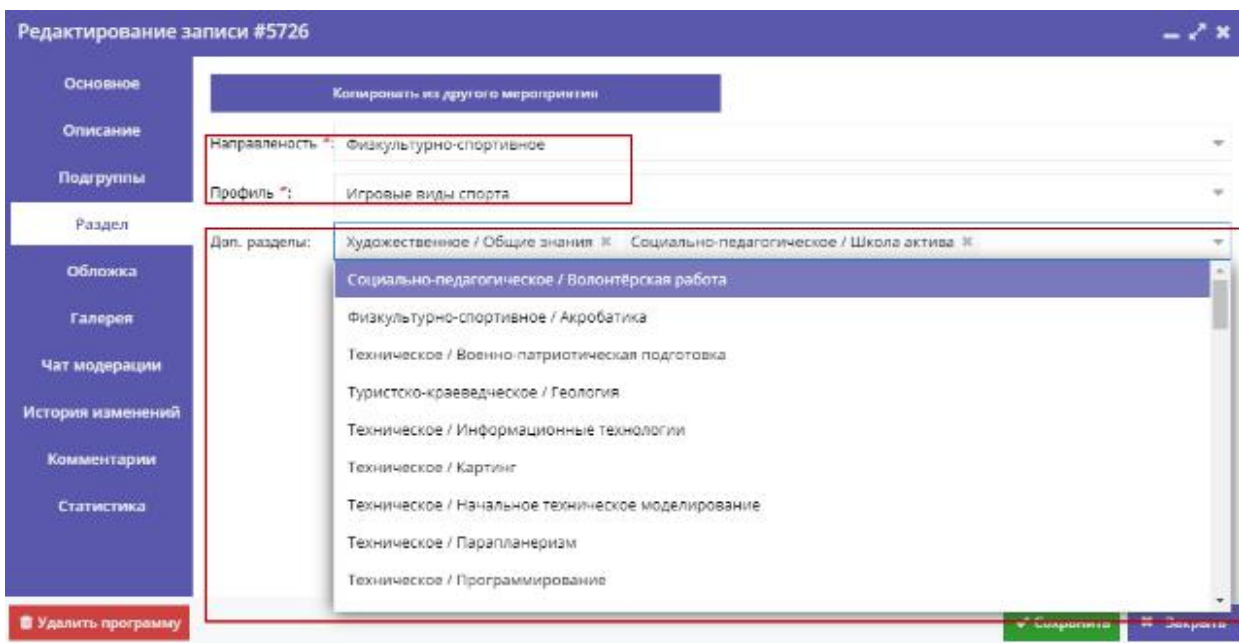 Редактирование записи #5726
Основное
Описание
Подгруппы
Раздел
Обложка
Галерея
Чат модерации
История изменений
Комментарии
Статистика
Удалить программу
Копировать из другого мероприятия
Направленость *: Физкультурно-спортивное
Профиль *: Игровые виды спорта
Доп. разделы: Художественное / Общие знания × Социально-педагогическое / Школа актива ×
Социально-педагогическое / Волонтёрская работа
Физкультурно-спортивное / Акробатика
Техническое / Военно-патриотическая подготовка
Туристско-краеведческое / Геология
Техническое / Информационные технологии
Техническое / Картинг
Техническое / Начальное техническое моделирование
Техническое / Парапланеризм
Техническое / Программирование
Сохранить
Закрыть